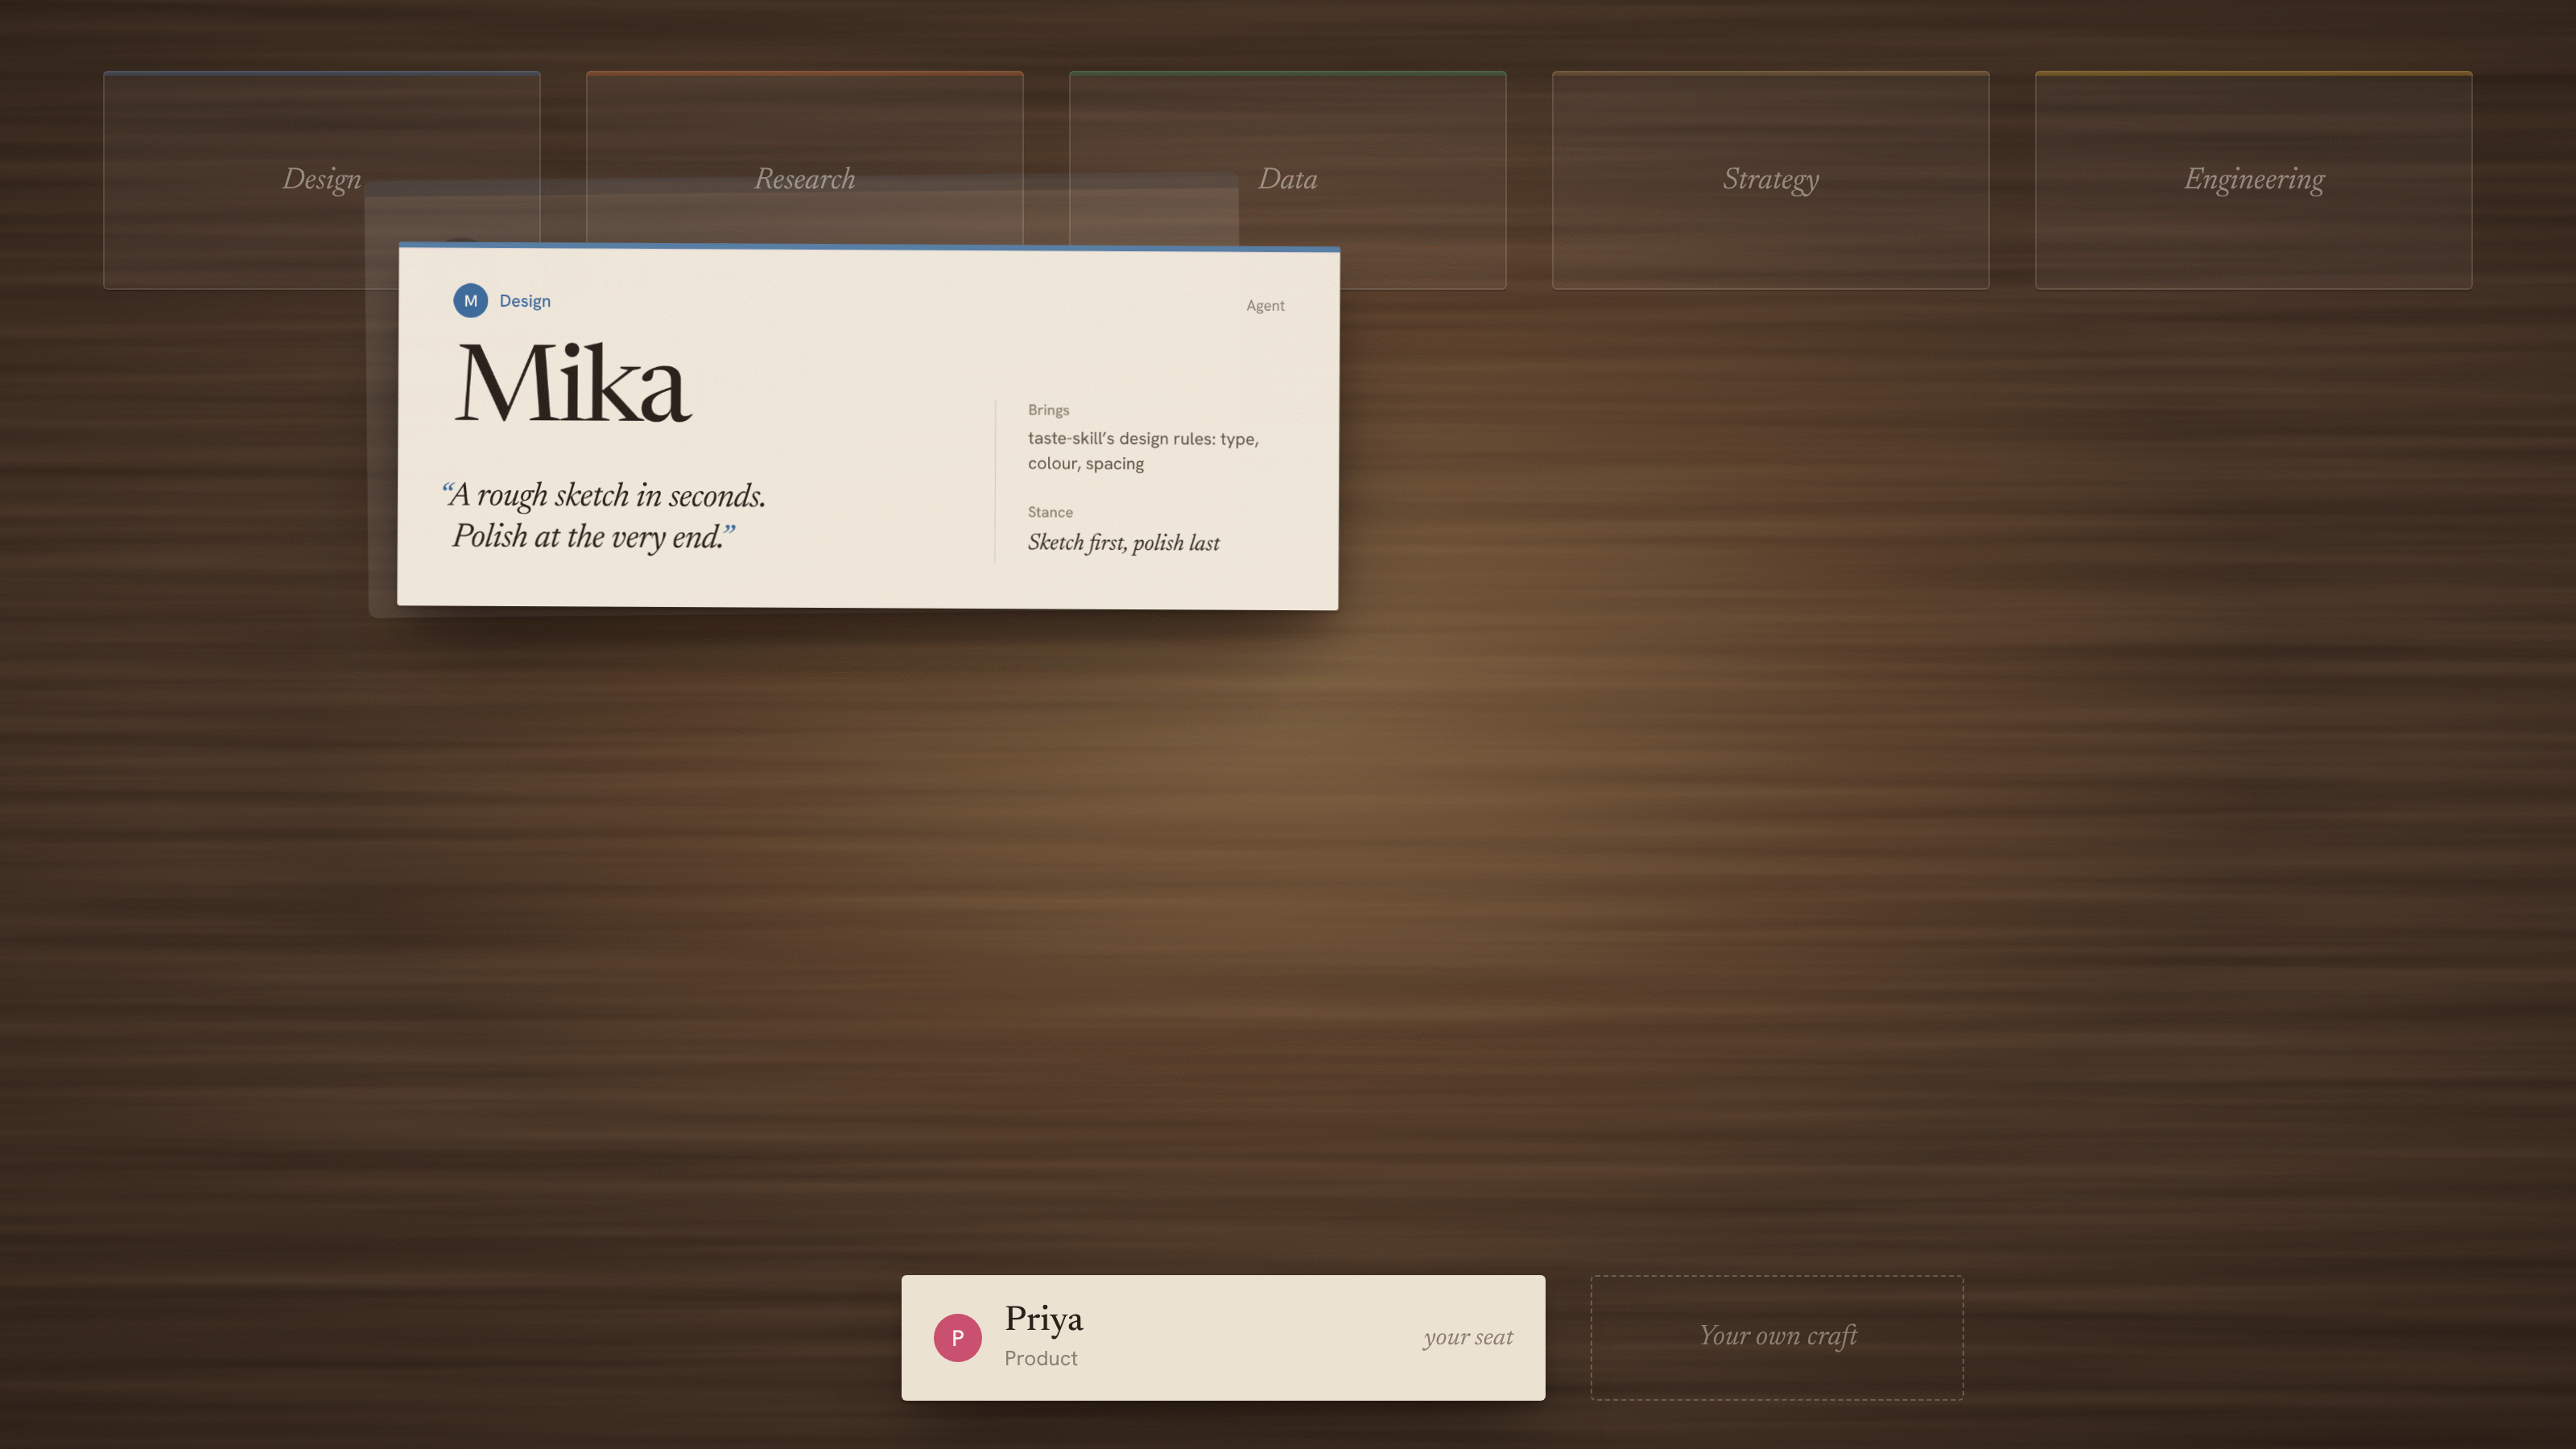 Design
Research
Data
Strategy
Engineering
M
Design
Agent
Mika
“A rough sketch in seconds.
Polish at the very end.”
Brings
taste-skill’s design rules: type,
colour, spacing
Stance
Sketch first, polish last
P
Priya
Product
your seat
Your own craft